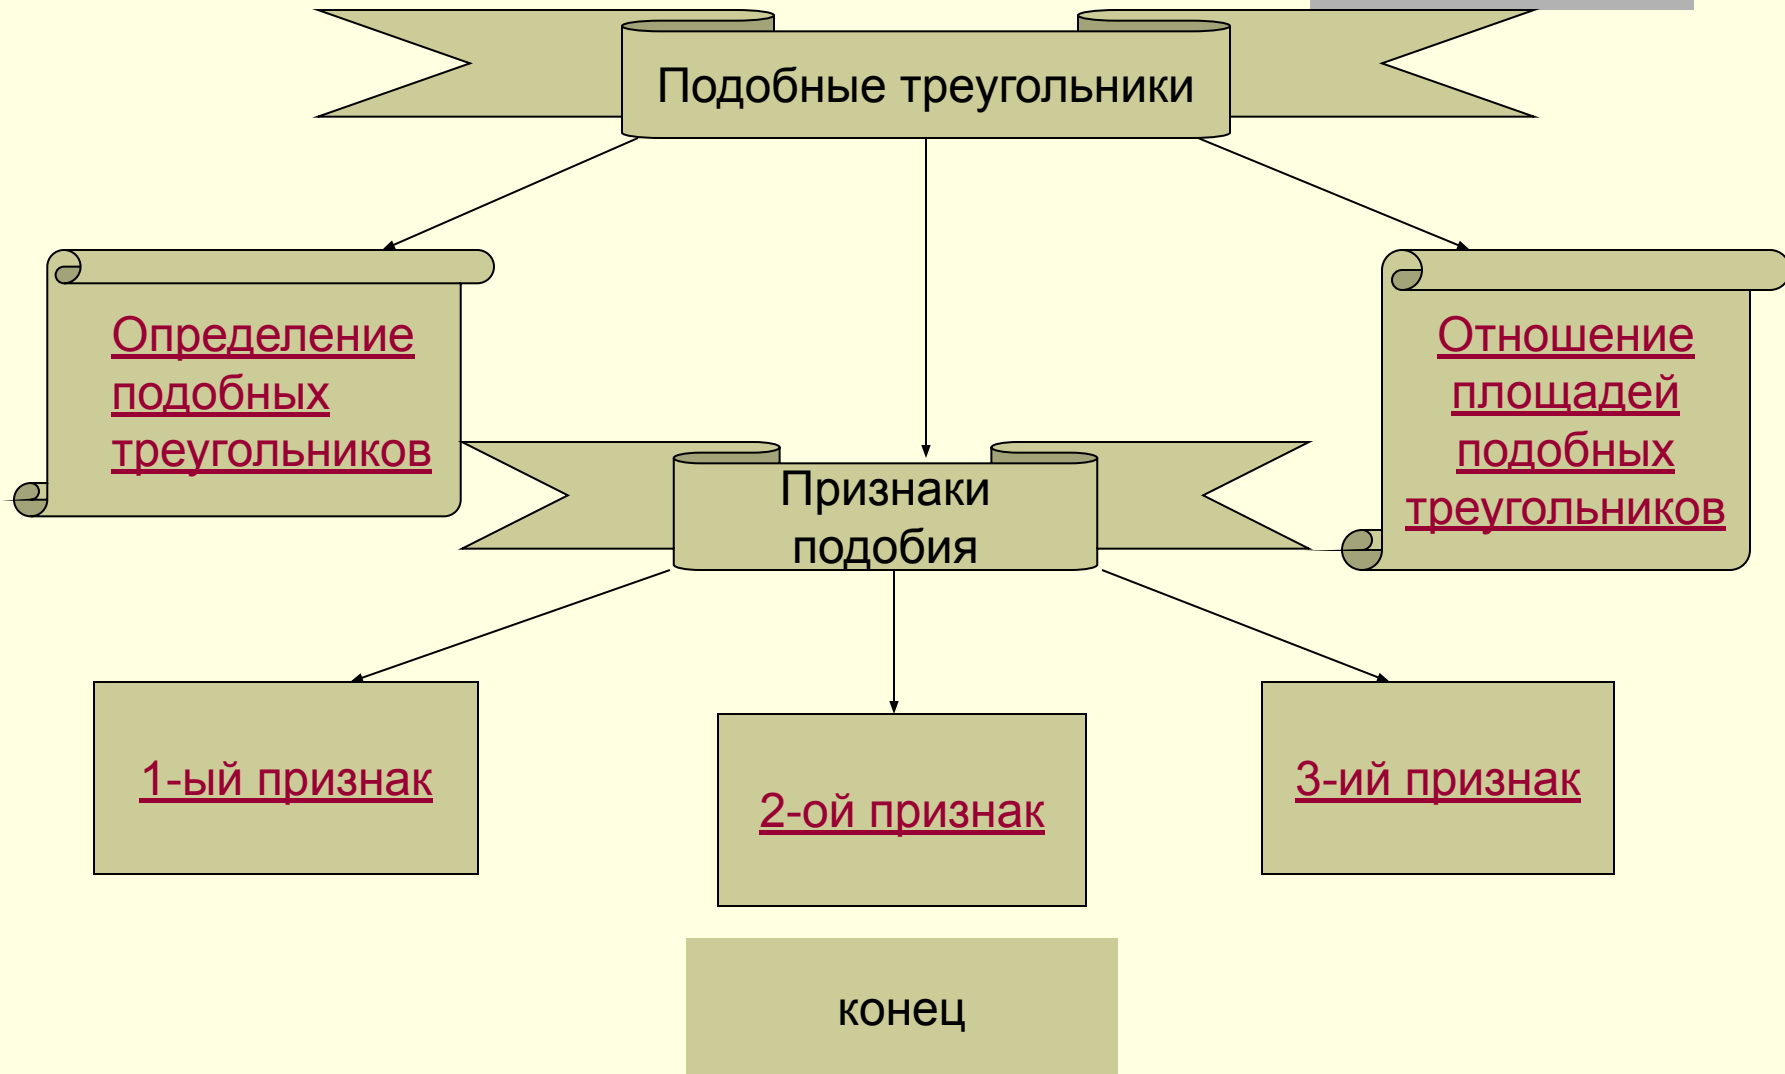 Подобные треугольники
Определение
подобных
треугольников
Отношение
площадей
подобных
треугольников
Признаки
подобия
1-ый признак
2-ой признак
3-ий признак
конец